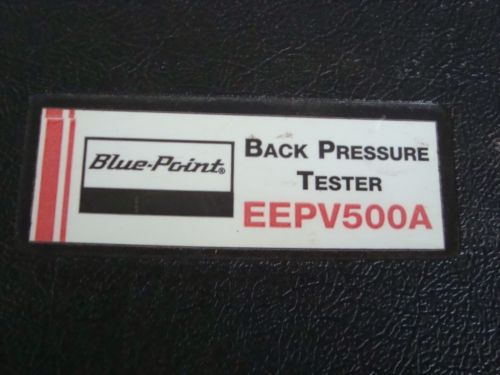 Blue-Point®
BACK PRESSURE
TESTER
EEPV500A